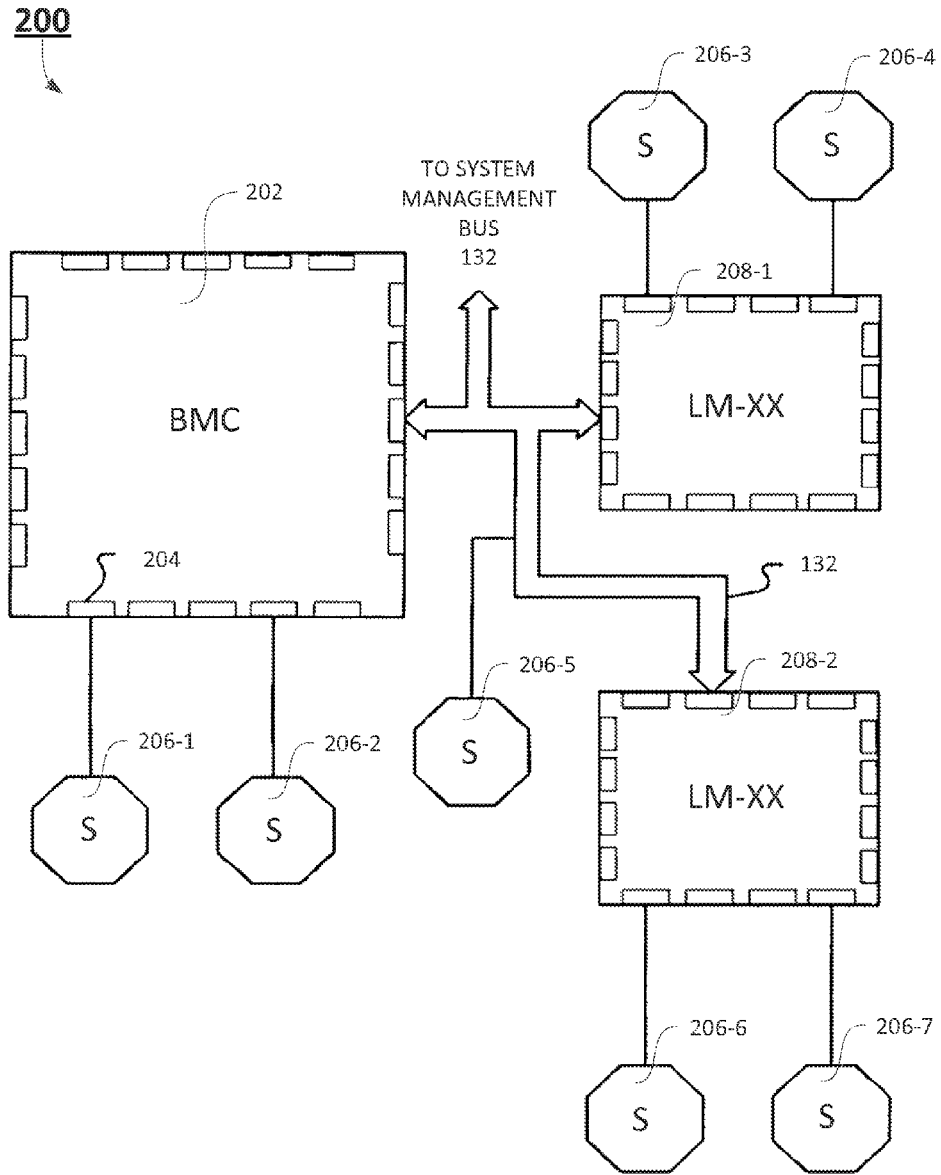 200
206-3
206-4
202
TO SYSTEM
MANAGEMENT
BUS
132
208-1
S
S
BMC
LM-XX
204
132
206-5
208-2
206-1
206-2
S
S
S
LM-XX
206-6
206-7
S
S